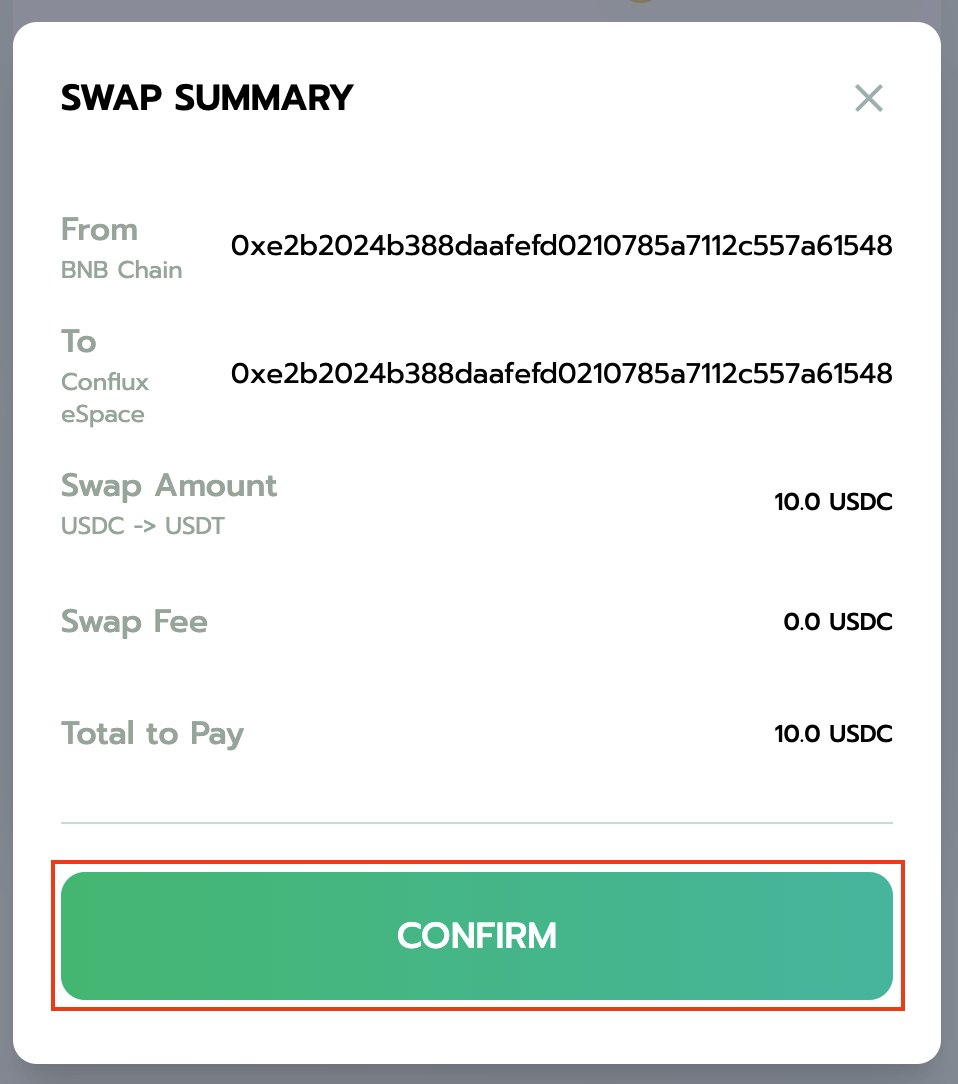 SWAP SUMMARY
From
BNB Chain
0xe2b2024b388daafefd0210785a7112c557a61548
To
Conflux
eSpace
0xe2b2024b388daafefd0210785a7112c557a61548
Swap Amount
USDC -> USDT
10.0 USDC
Swap Fee
0.0 USDC
Total to Pay
10.0 USDC
CONFIRM